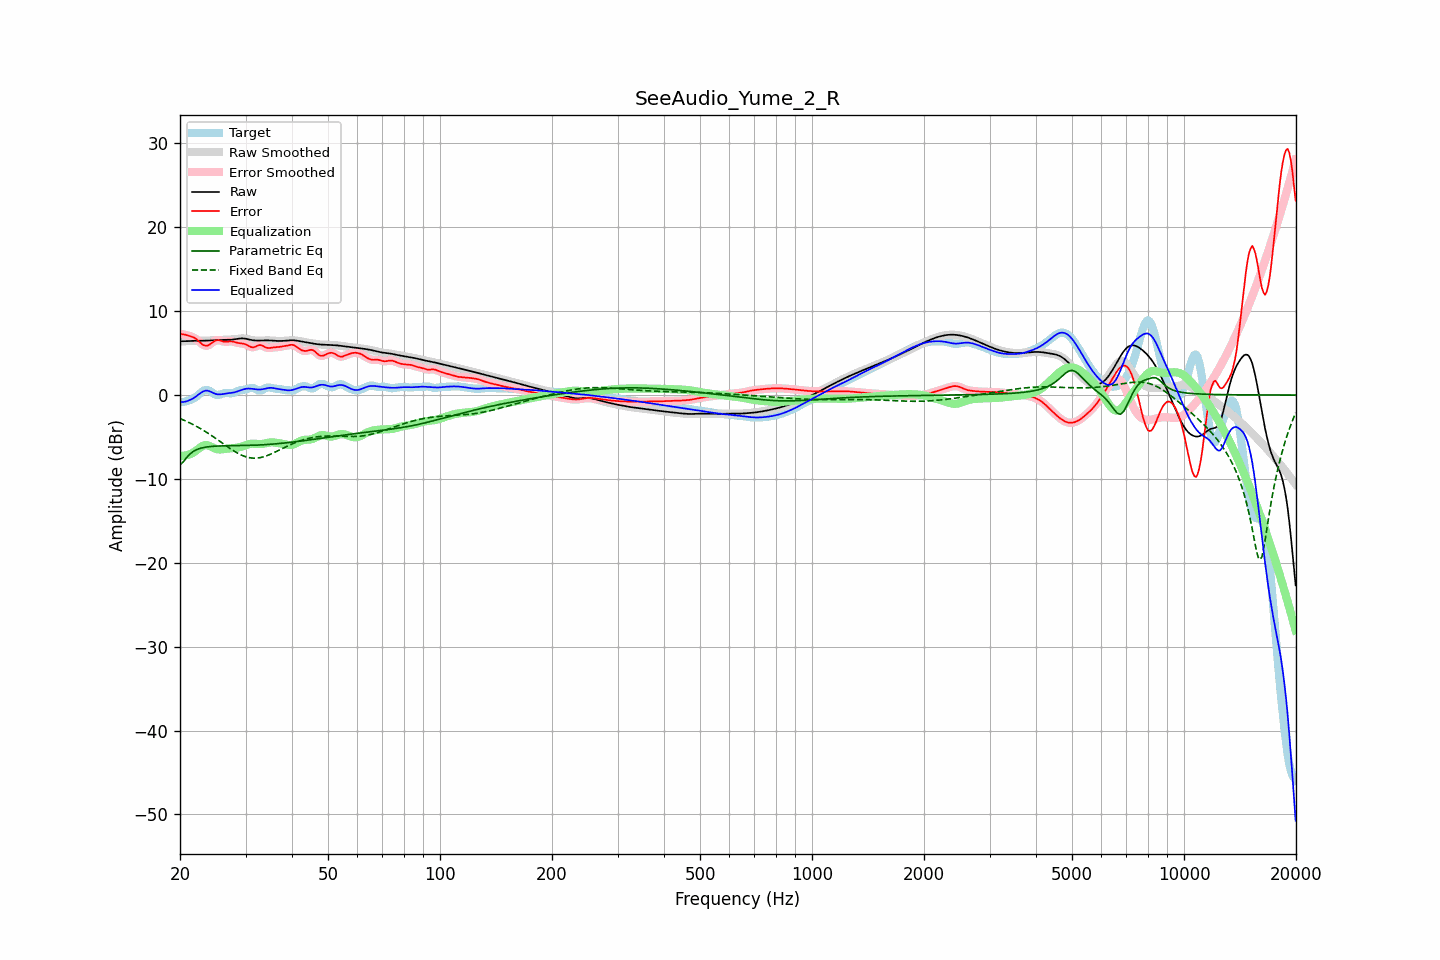 SeeAudio_Yume_2_R
Target
Raw Smoothed
Error Smoothed
Raw
Error
Equalization
Parametric Eq
Fixed Band Eq
Equalized
30
20
10
0
−10
−20
−30
−40
−50
Amplitude (dBr)
20
50
100
200
500
1000
2000
5000
10000
20000
Frequency (Hz)